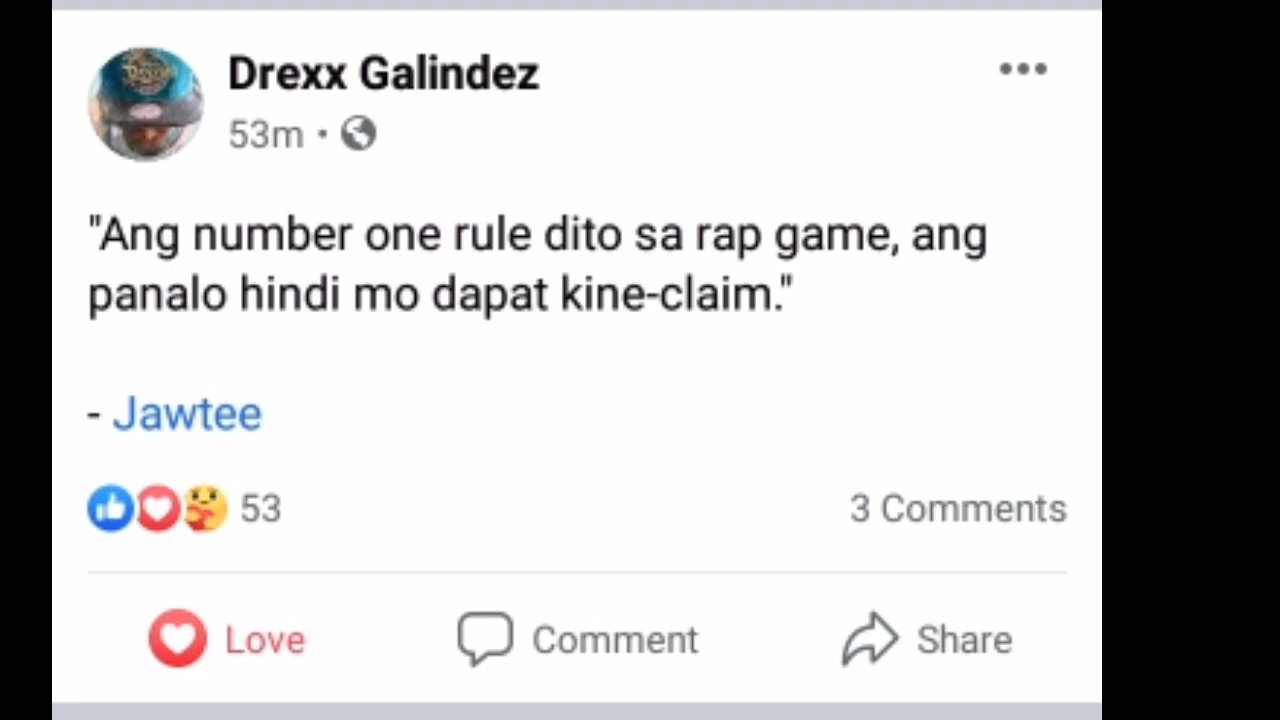 Drexx Galindez
53m
"Ang number one rule dito sa rap game, ang
panalo hindi mo dapat kine-claim."
- Jawtee
53
3 Comments
Love
Comment
Share